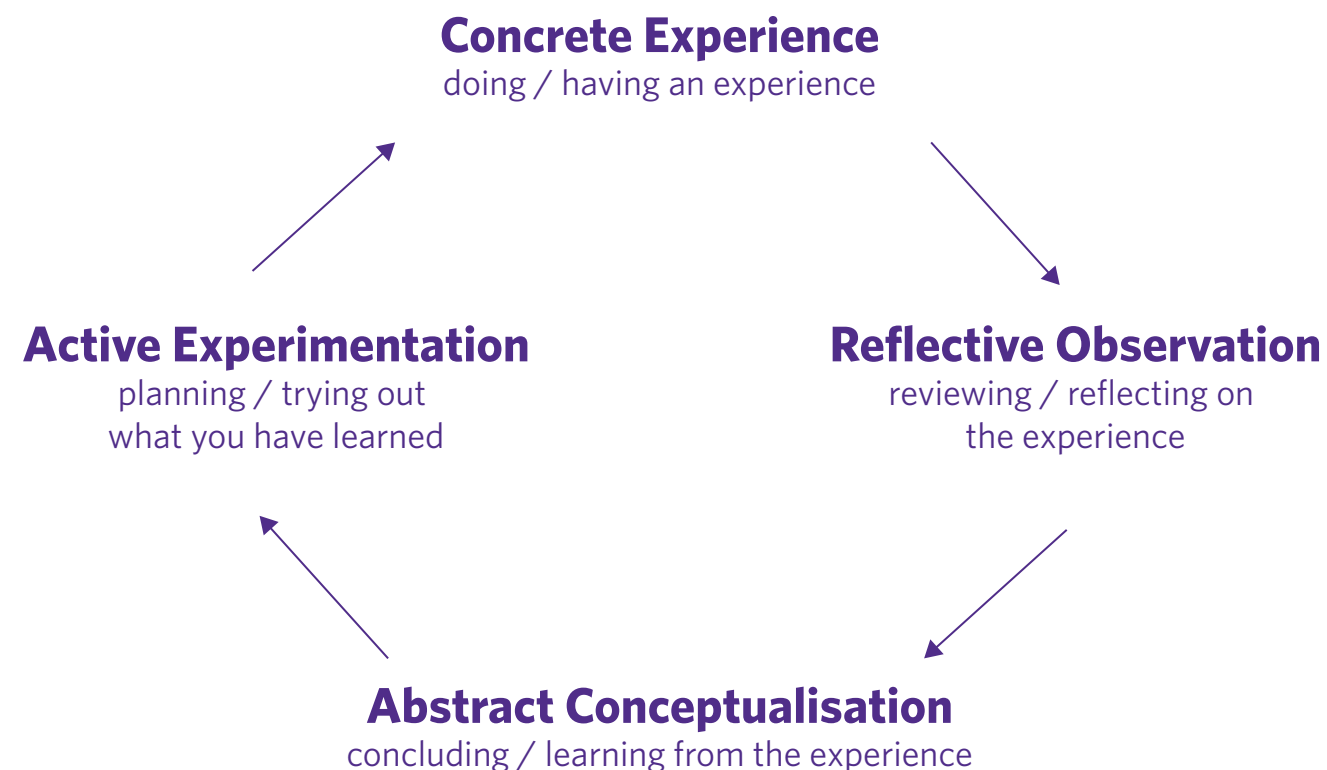 Concrete Experience
doing / having an experience
Reflective Observation
reviewing / reflecting on
the experience
Abstract Conceptualisation
concluding / learning from the experience
Active Experimentation
planning / trying out
what you have learned